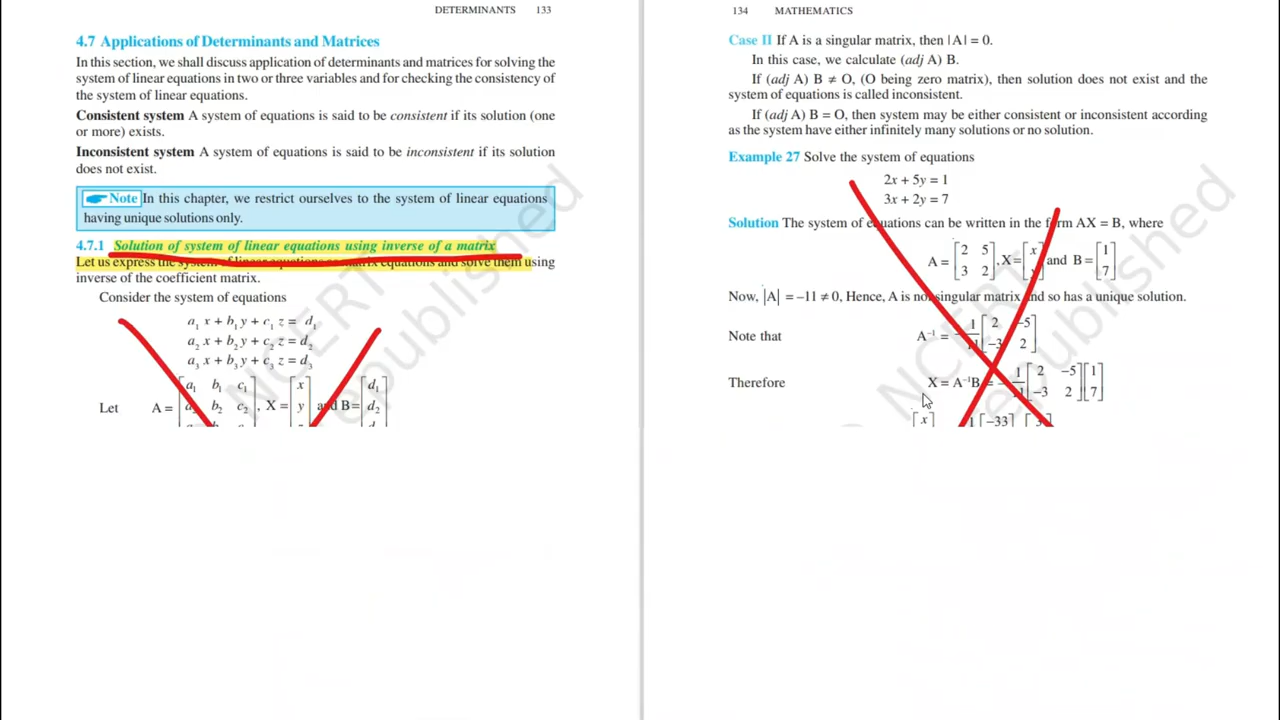 DETERMINANTS 133
4.7 Applications of Determinants and Matrices
In this section, we shall discuss application of determinants and matrices for solving the
system of linear equations in two or three variables and for checking the consistency of
the system of linear equations.
Consistent system A system of equations is said to be consistent if its solution (one
or more) exists.
Inconsistent system A system of equations is said to be inconsistent if its solution
does not exist.
Note In this chapter, we restrict ourselves to the system of linear equations
having unique solutions only.
4.7.1 Solution of system of linear equations using inverse of a matrix
Let us express the system of linear equations as matrix equations and solve them using
inverse of the coefficient matrix.
Consider the system of equations
a₁ x + b₁ y + c₁ z = d₁
a₂ x + b₂ y + c₂ z = d₂
a₃ x + b₃ y + c₃ z = d₃
a₁ b₁ c₁ x d₁
Let A = a₂ b₂ c₂ , X = y and B = d₂
NCERT
republished
134 MATHEMATICS
Case II If A is a singular matrix, then |A| = 0.
In this case, we calculate (adj A) B.
If (adj A) B ≠ O, (O being zero matrix), then solution does not exist and the
system of equations is called inconsistent.
If (adj A) B = O, then system may be either consistent or inconsistent according
as the system have either infinitely many solutions or no solution.
Example 27 Solve the system of equations
2x + 5y = 1
3x + 2y = 7
Solution The system of equations can be written in the form AX = B, where
A = [2 5
3 2], X = [x
y] and B = [1
7]
Now, |A| = –11 ≠ 0, Hence, A is nonsingular matrix and so has a unique solution.
Note that A⁻¹ = –1/11 [2 –5
–3 2]
Therefore X = A⁻¹B = –1/11 [2 –5
–3 2] [1
7]
[x] 1 [–33] [3]
NCERT
republished